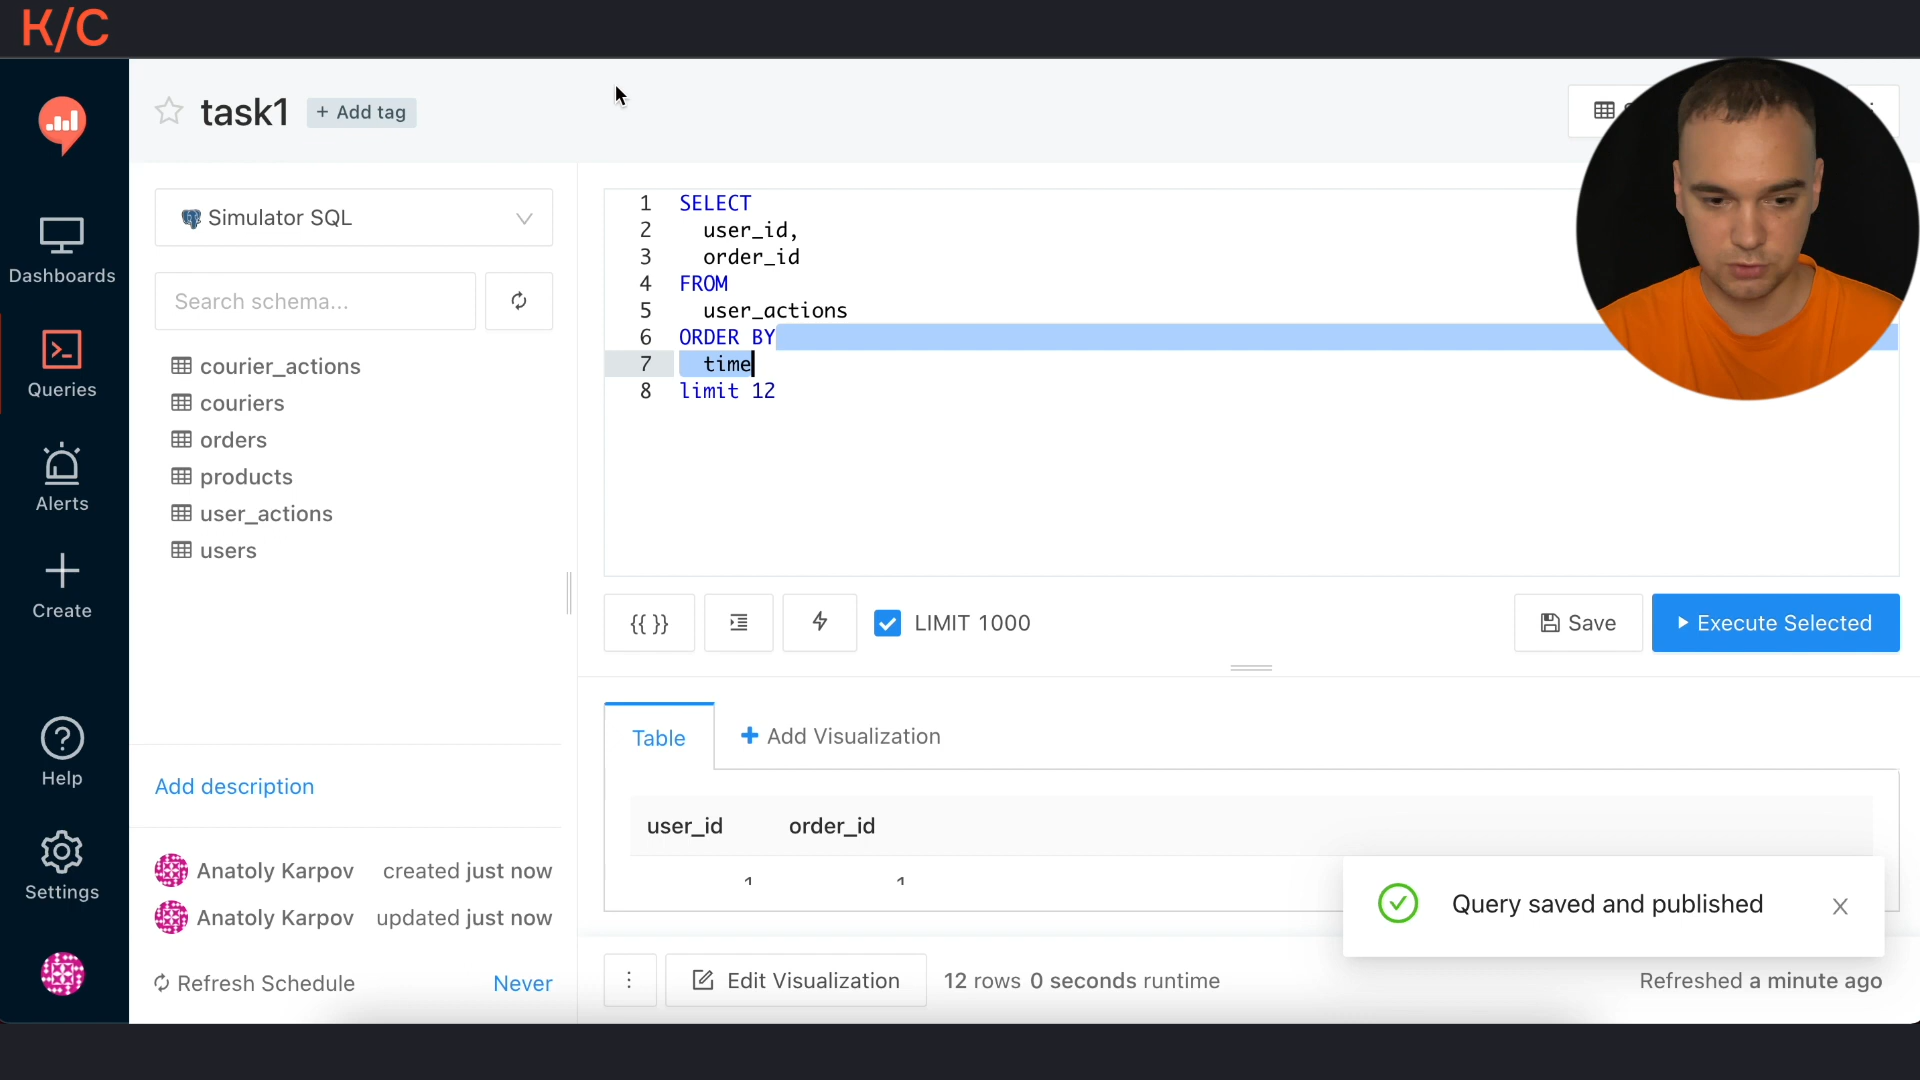 K/C
task1
+ Add tag
Simulator SQL
Search schema...
courier_actions
couriers
orders
products
user_actions
users
Dashboards
Queries
Alerts
Create
Help
Settings
1 SELECT
2 user_id,
3 order_id
4 FROM
5 user_actions
6 ORDER BY
7 time
8 limit 12
{{ }}
LIMIT 1000
Save
Execute Selected
Table
+ Add Visualization
user_id order_id
1 1
Add description
Anatoly Karpov created just now
Anatoly Karpov updated just now
Refresh Schedule Never
Edit Visualization
12 rows 0 seconds runtime
Query saved and published
Refreshed a minute ago